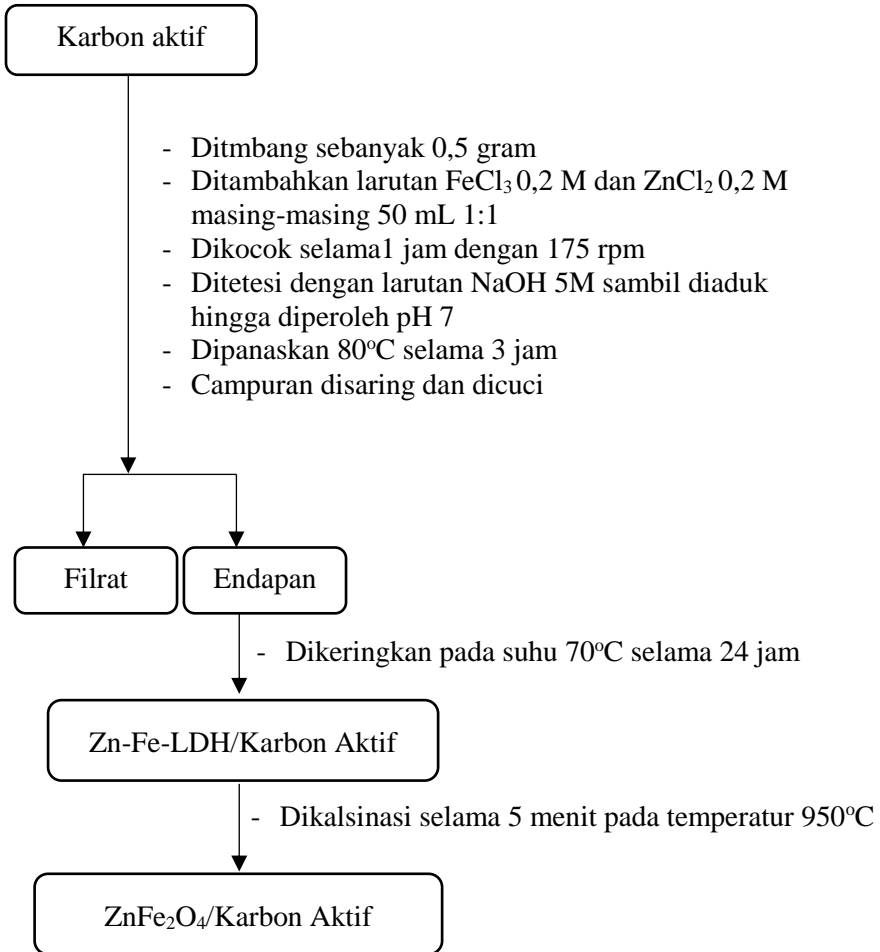 Karbon aktif
- Ditmbang sebanyak 0,5 gram
- Ditambahkan larutan FeCl₃ 0,2 M dan ZnCl₂ 0,2 M
masing-masing 50 mL 1:1
- Dikocok selama1 jam dengan 175 rpm
- Ditetesi dengan larutan NaOH 5M sambil diaduk
hingga diperoleh pH 7
- Dipanaskan 80ᵒC selama 3 jam
- Campuran disaring dan dicuci
Filrat
Endapan
- Dikeringkan pada suhu 70ᵒC selama 24 jam
Zn-Fe-LDH/Karbon Aktif
- Dikalsinasi selama 5 menit pada temperatur 950ᵒC
ZnFe₂O₄/Karbon Aktif